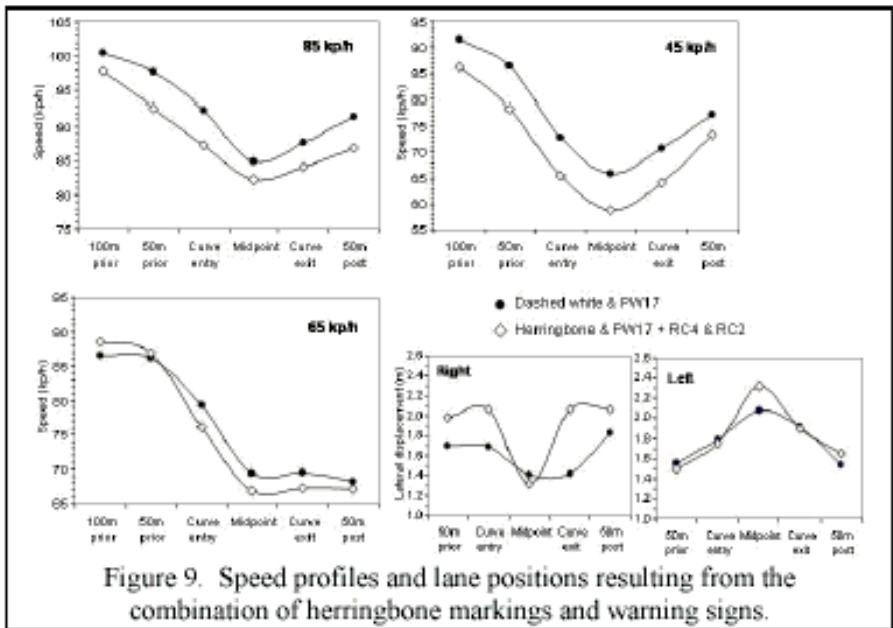 105
100
95
90
85
80
75
Speed (kp/h)
85 kp/h
100m prior
50m prior
Curve entry
Midpoint
Curve exit
50m post
95
90
85
80
75
70
65
60
55
Speed (kp/h)
45 kp/h
100m prior
50m prior
Curve entry
Midpoint
Curve exit
50m post
95
90
85
80
75
70
65
Speed (kp/h)
65 kp/h
100m prior
50m prior
Curve entry
Midpoint
Curve exit
50m post
Dashed white & PW17
Herringbone & PW17 + RC4 & RC2
Right
Lateral displacement (m)
2.6
2.4
2.2
2.0
1.8
1.6
1.4
1.2
1.0
50m prior
Curve entry
Midpoint
Curve exit
50m post
Left
2.6
2.4
2.2
2.0
1.8
1.6
1.4
1.2
1.0
50m prior
Curve entry
Midpoint
Curve exit
50m post
Figure 9. Speed profiles and lane positions resulting from the
combination of herringbone markings and warning signs.